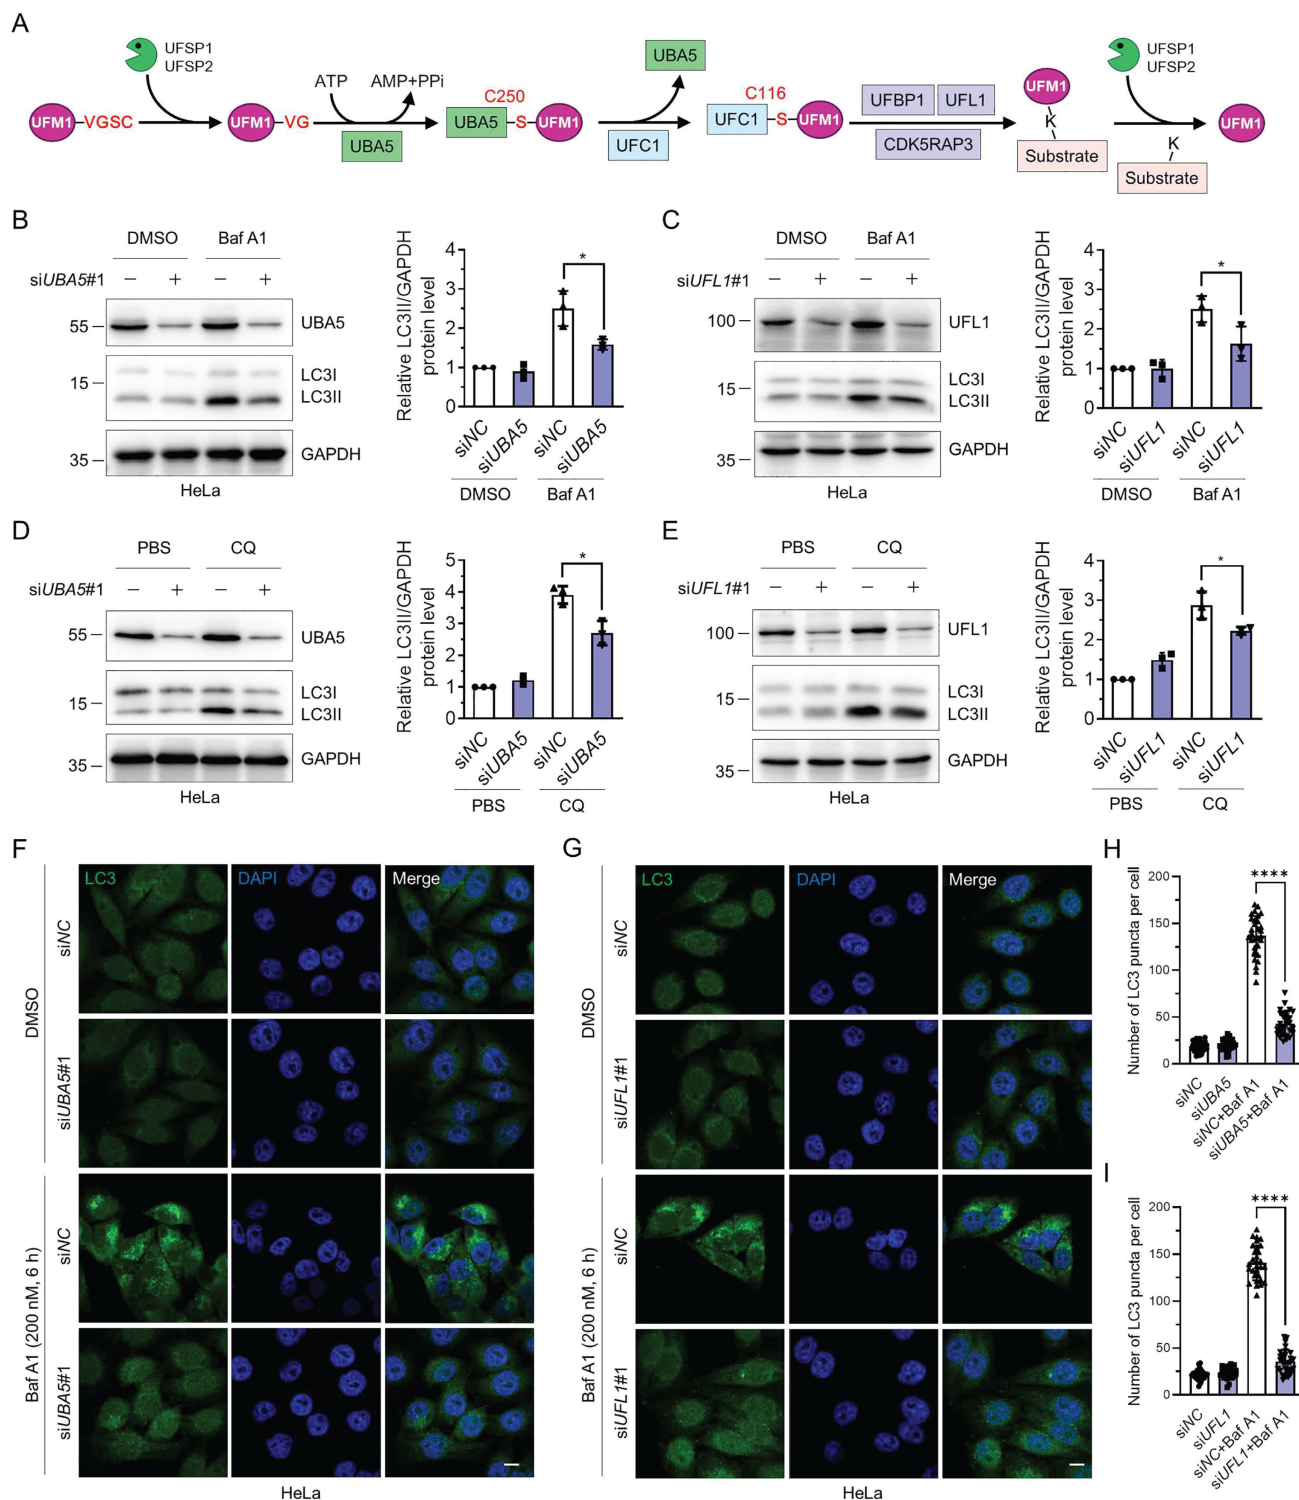 A
UFSP1
UFSP2
UFM1 VGSC
UFM1 VG
ATP AMP+PPi
UBA5
C250
UBA5 S UFM1
UBA5
UFC1
C116
UFC1 S UFM1
UFBP1 UFL1
CDK5RAP3
UFM1
K
Substrate
UFSP1
UFSP2
K
Substrate
UFM1
B
DMSO Baf A1
siUBA5#1 – + – +
55 UBA5
15 LC3I
LC3II
35 GAPDH
HeLa
Relative LC3II/GAPDH
protein level
4
3
2
1
0
*
siNC siUBA5 siNC siUBA5
DMSO Baf A1
C
DMSO Baf A1
siUFL1#1 – + – +
100 UFL1
15 LC3I
LC3II
35 GAPDH
HeLa
Relative LC3II/GAPDH
protein level
4
3
2
1
0
*
siNC siUFL1 siNC siUFL1
DMSO Baf A1
D
PBS CQ
siUBA5#1 – + – +
55 UBA5
15 LC3I
LC3II
35 GAPDH
HeLa
Relative LC3II/GAPDH
protein level
5
4
3
2
1
0
*
siNC siUBA5 siNC siUBA5
PBS CQ
E
PBS CQ
siUFL1#1 – + – +
100 UFL1
15 LC3I
LC3II
35 GAPDH
HeLa
Relative LC3II/GAPDH
protein level
4
3
2
1
0
*
siNC siUFL1 siNC siUFL1
PBS CQ
F
LC3 DAPI Merge
DMSO
siNC
siUBA5#1
Baf A1 (200 nM, 6 h)
siNC
siUBA5#1
HeLa
G
LC3 DAPI Merge
DMSO
siNC
siUFL1#1
Baf A1 (200 nM, 6 h)
siNC
siUFL1#1
HeLa
H
Number of LC3 puncta per cell
200
150
100
50
0
****
siNC
siUBA5
siNC+Baf A1
siUBA5+Baf A1
I
Number of LC3 puncta per cell
200
150
100
50
0
****
siNC
siUFL1
siNC+Baf A1
siUFL1+Baf A1